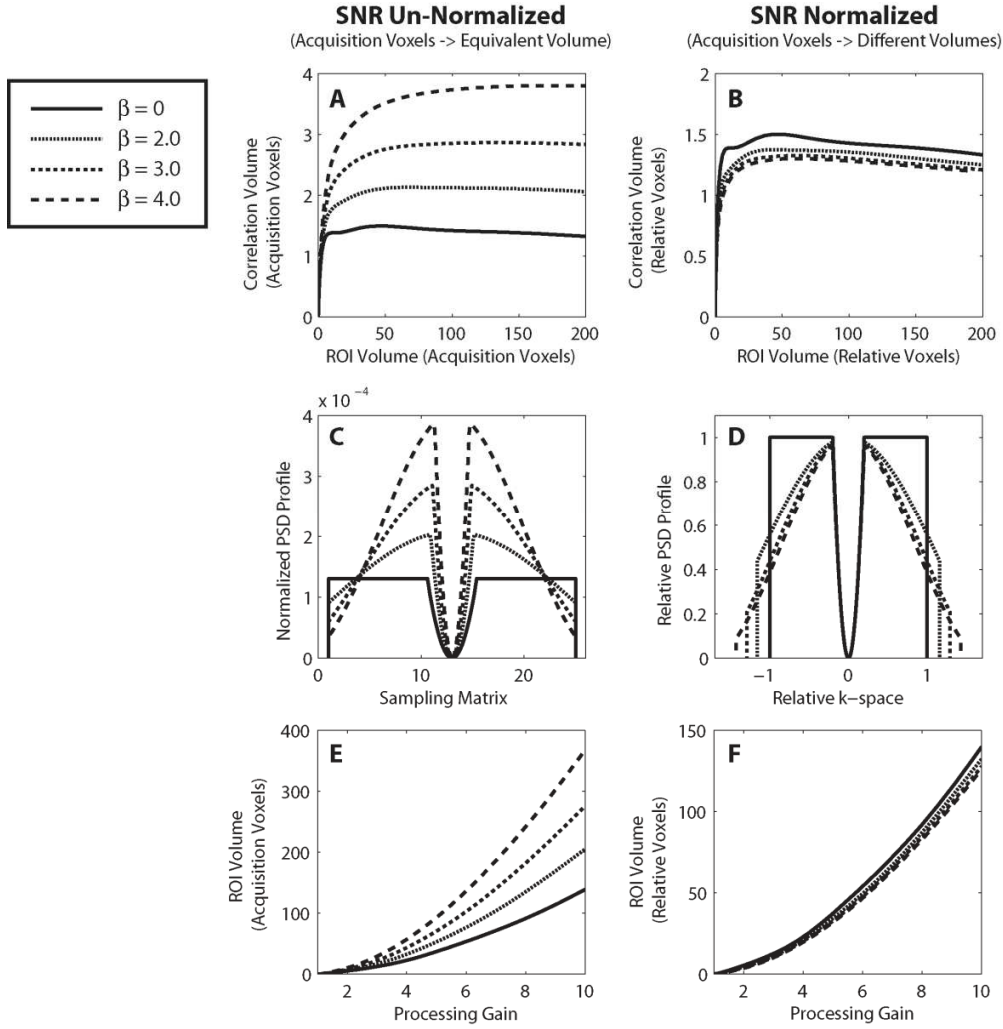 SNR Un-Normalized
(Acquisition Voxels -> Equivalent Volume)
SNR Normalized
(Acquisition Voxels -> Different Volumes)
β = 0
β = 2.0
β = 3.0
β = 4.0
A
4
3
2
1
0
0 50 100 150 200
Correlation Volume
(Acquisition Voxels)
ROI Volume (Acquisition Voxels)
B
2
1.5
1
0.5
0
0 50 100 150 200
Correlation Volume
(Relative Voxels)
ROI Volume (Relative Voxels)
C
x 10 −4
4
3
2
1
0
0 10 20
Normalized PSD Profile
Sampling Matrix
D
1
0.8
0.6
0.4
0.2
0
−1 0 1
Relative PSD Profile
Relative k−space
E
400
300
200
100
0
2 4 6 8 10
ROI Volume
(Acquisition Voxels)
Processing Gain
F
150
100
50
0
2 4 6 8 10
ROI Volume
(Relative Voxels)
Processing Gain